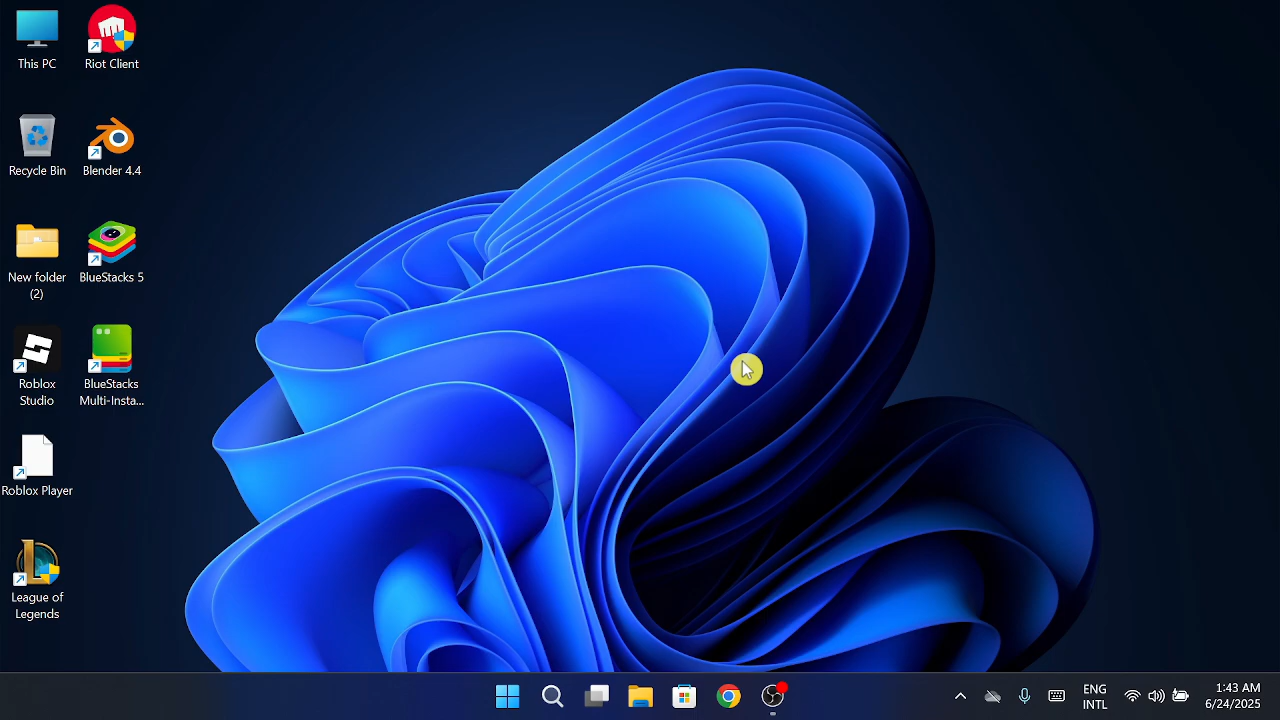 This PC
Riot Client
Recycle Bin
Blender 4.4
New folder
(2)
BlueStacks 5
Roblox
Studio
BlueStacks
Multi-Insta...
Roblox Player
League of
Legends
ENG
INTL
1:43 AM
6/24/2025